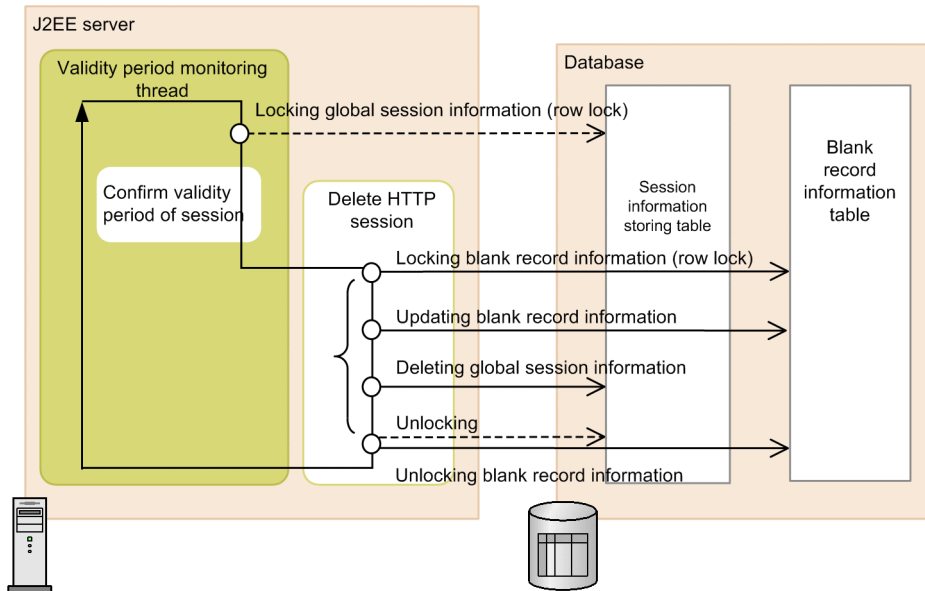 J2EE server
Validity period monitoring
thread
Locking global session information (row lock)
Confirm validity
period of session
Delete HTTP
session
Database
Session
information
storing table
Blank
record
information
table
Locking blank record information (row lock)
Updating blank record information
Deleting global session information
Unlocking
Unlocking blank record information